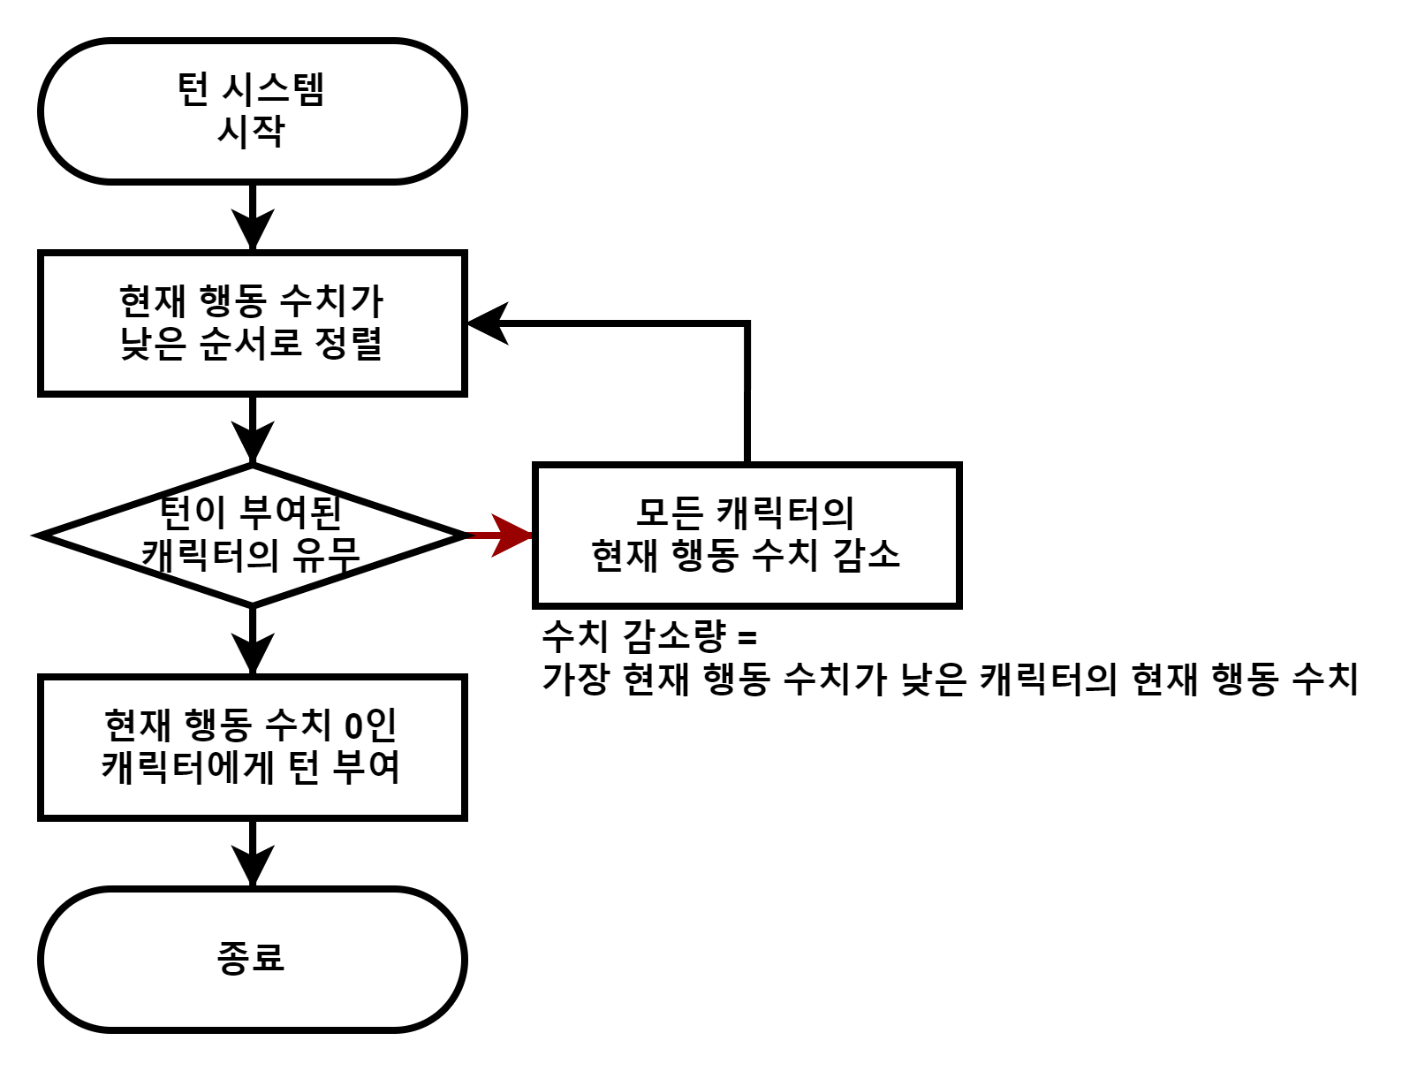 턴 시스템
시작
현재 행동 수치가
낮은 순서로 정렬
턴이 부여된
캐릭터의 유무
모든 캐릭터의
현재 행동 수치 감소
수치 감소량 =
가장 현재 행동 수치가 낮은 캐릭터의 현재 행동 수치
현재 행동 수치 0인
캐릭터에게 턴 부여
종료